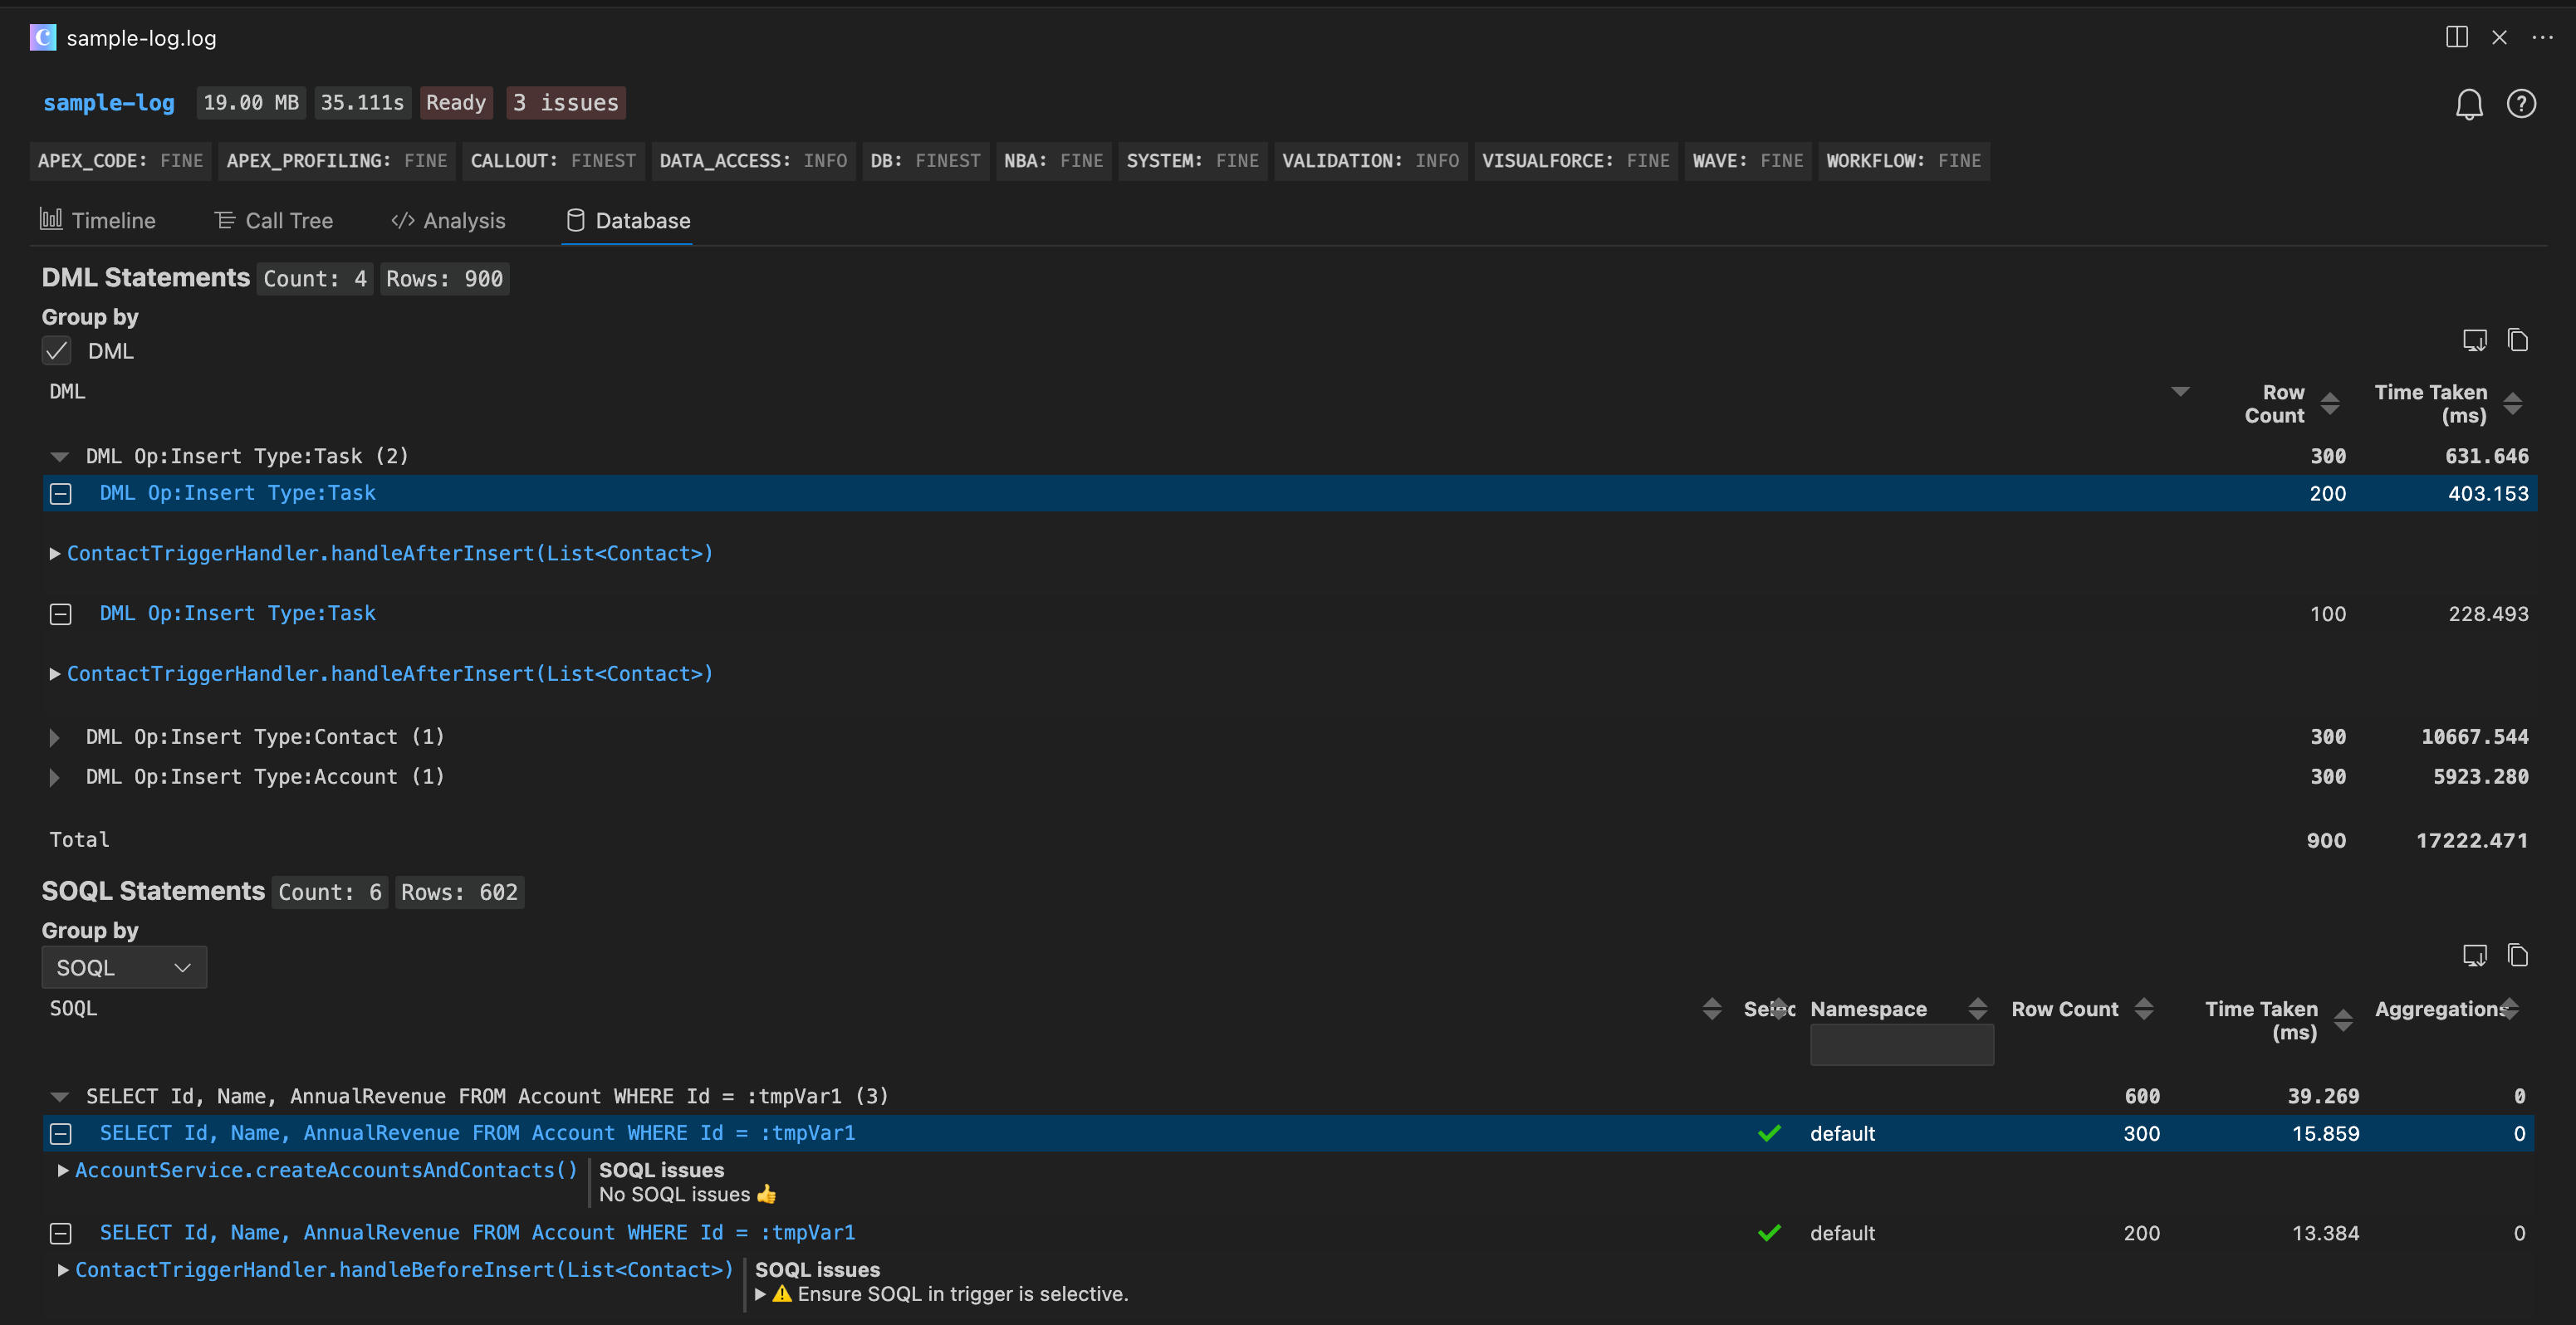 sample-log.log
sample-log 19.00 MB 35.111s Ready 3 issues
APEX_CODE: FINE APEX_PROFILING: FINE CALLOUT: FINEST DATA_ACCESS: INFO DB: FINEST NBA: FINE SYSTEM: FINE VALIDATION: INFO VISUALFORCE: FINE WAVE: FINE WORKFLOW: FINE
Timeline Call Tree Analysis Database
DML Statements Count: 4 Rows: 900
Group by
DML
DML Row Count Time Taken (ms)
DML Op:Insert Type:Task (2) 300 631.646
DML Op:Insert Type:Task 200 403.153
ContactTriggerHandler.handleAfterInsert(List<Contact>)
DML Op:Insert Type:Task 100 228.493
ContactTriggerHandler.handleAfterInsert(List<Contact>)
DML Op:Insert Type:Contact (1) 300 10667.544
DML Op:Insert Type:Account (1) 300 5923.280
Total 900 17222.471
SOQL Statements Count: 6 Rows: 602
Group by
SOQL
SOQL Namespace Row Count Time Taken (ms) Aggregations
SELECT Id, Name, AnnualRevenue FROM Account WHERE Id = :tmpVar1 (3) 600 39.269 0
SELECT Id, Name, AnnualRevenue FROM Account WHERE Id = :tmpVar1 default 300 15.859 0
AccountService.createAccountsAndContacts() SOQL issues
No SOQL issues 👍
SELECT Id, Name, AnnualRevenue FROM Account WHERE Id = :tmpVar1 default 200 13.384 0
ContactTriggerHandler.handleBeforeInsert(List<Contact>) SOQL issues
⚠️ Ensure SOQL in trigger is selective.